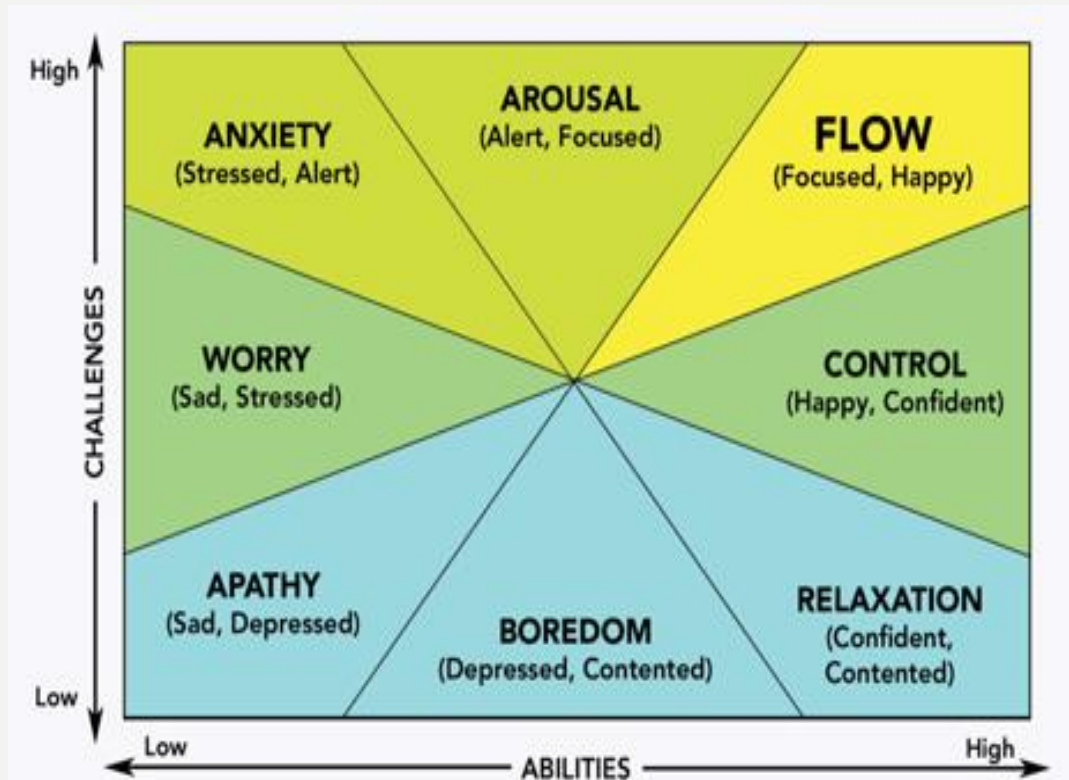 High
AROUSAL
(Alert, Focused)
ANXIETY
(Stressed, Alert)
FLOW
(Focused, Happy)
CHALLENGES
WORRY
(Sad, Stressed)
CONTROL
(Happy, Confident)
APATHY
(Sad, Depressed)
BOREDOM
(Depressed, Contented)
RELAXATION
(Confident,
Contented)
Low
Low
High
ABILITIES